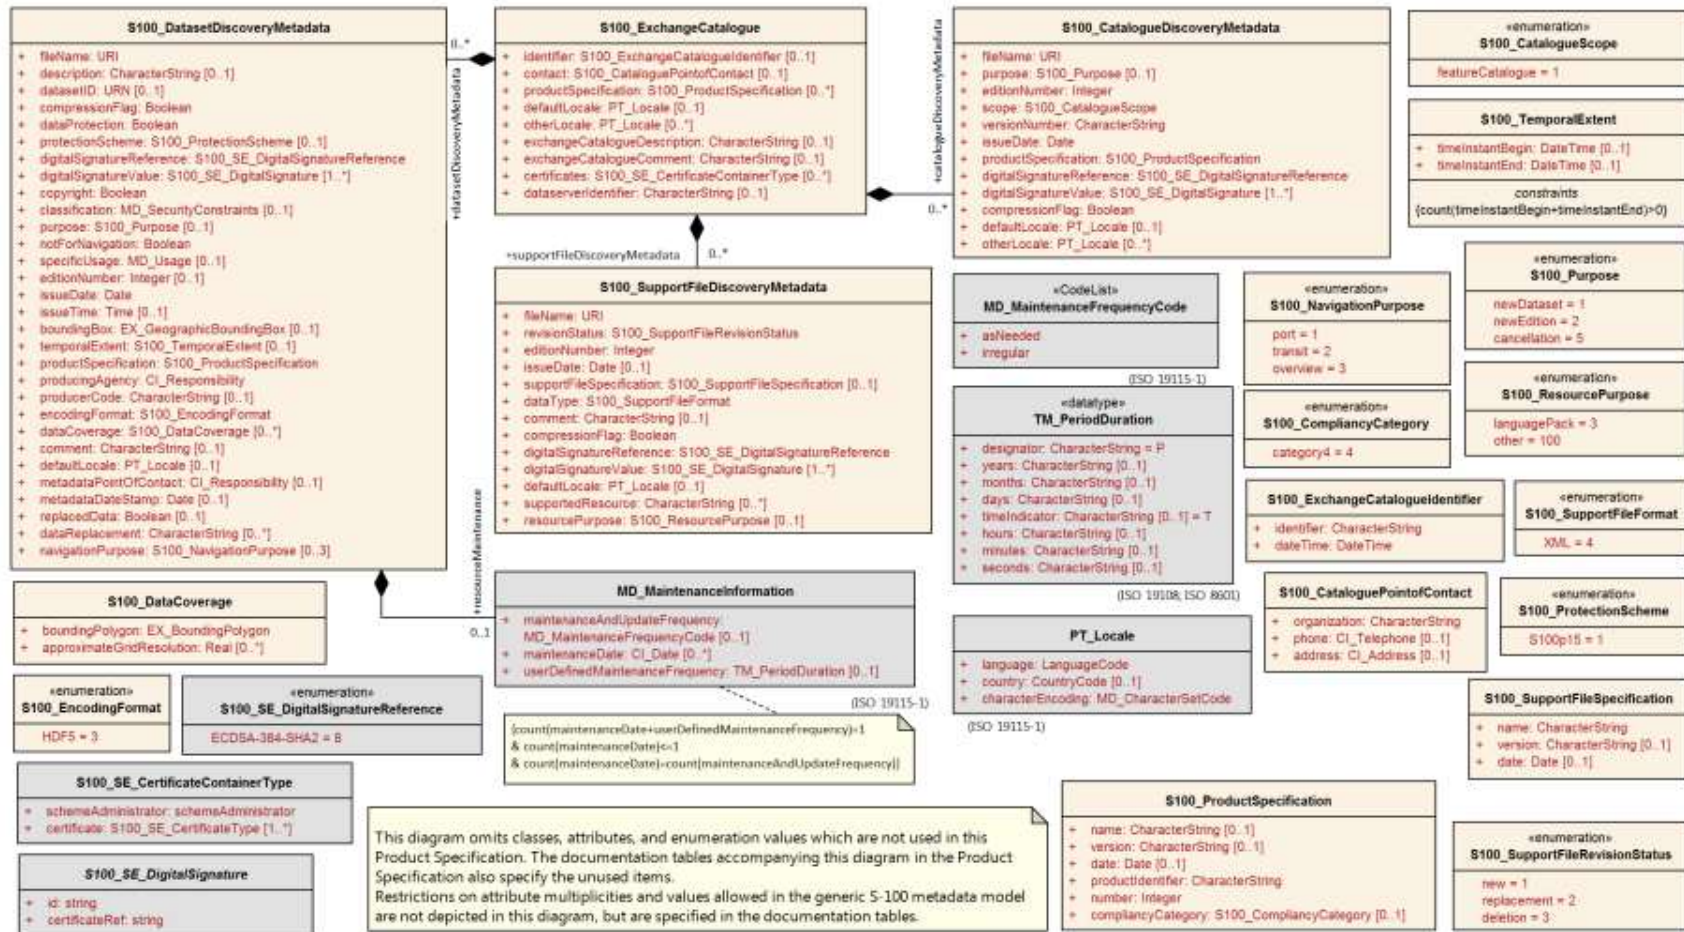 S100_DatasetDiscoveryMetadata
+ fileName: URI
+ description: CharacterString [0..1]
+ datasetID: URN [0..1]
+ compressionFlag: Boolean
+ dataProtection: Boolean
+ protectionScheme: S100_ProtectionScheme [0..1]
+ digitalSignatureReference: S100_SE_DigitalSignatureReference
+ digitalSignatureValue: S100_SE_DigitalSignature [1..*]
+ copyright: Boolean
+ classification: MD_SecurityConstraints [0..1]
+ purpose: S100_Purpose [0..1]
+ notForNavigation: Boolean
+ specificUsage: MD_Usage [0..1]
+ editionNumber: Integer [0..1]
+ issueDate: Date
+ issueTime: Time [0..1]
+ boundingBox: EX_GeographicBoundingBox [0..1]
+ temporalExtent: S100_TemporalExtent [0..1]
+ productSpecification: S100_ProductSpecification
+ producingAgency: CI_Responsibility
+ producerCode: CharacterString [0..1]
+ encodingFormat: S100_EncodingFormat
+ dataCoverage: S100_DataCoverage [0..*]
+ comment: CharacterString [0..1]
+ defaultLocale: PT_Locale [0..1]
+ metadataPointOfContact: CI_Responsibility [0..1]
+ metadataDateStamp: Date [0..1]
+ replacedData: Boolean [0..1]
+ dataReplacement: CharacterString [0..*]
+ navigationPurpose: S100_NavigationPurpose [0..3]
0..*
+datasetDiscoveryMetadata
S100_ExchangeCatalogue
+ identifier: S100_ExchangeCatalogueIdentifier [0..1]
+ contact: S100_CataloguePointofContact [0..1]
+ productSpecification: S100_ProductSpecification [0..*]
+ defaultLocale: PT_Locale [0..1]
+ otherLocale: PT_Locale [0..*]
+ exchangeCatalogueDescription: CharacterString [0..1]
+ exchangeCatalogueComment: CharacterString [0..1]
+ certificates: S100_SE_CertificateContainerType [0..*]
+ dataserverIdentifier: CharacterString [0..1]
+catalogueDiscoveryMetadata
0..*
S100_CatalogueDiscoveryMetadata
+ fileName: URI
+ purpose: S100_Purpose [0..1]
+ editionNumber: Integer
+ scope: S100_CatalogueScope
+ versionNumber: CharacterString
+ issueDate: Date
+ productSpecification: S100_ProductSpecification
+ digitalSignatureReference: S100_SE_DigitalSignatureReference
+ digitalSignatureValue: S100_SE_DigitalSignature [1..*]
+ compressionFlag: Boolean
+ defaultLocale: PT_Locale [0..1]
+ otherLocale: PT_Locale [0..*]
«enumeration»
S100_CatalogueScope
featureCatalogue = 1
S100_TemporalExtent
+ timeInstantBegin: DateTime [0..1]
+ timeInstantEnd: DateTime [0..1]
constraints
{count(timeInstantBegin+timeInstantEnd)>0}
+supportFileDiscoveryMetadata
0..*
S100_SupportFileDiscoveryMetadata
+ fileName: URI
+ revisionStatus: S100_SupportFileRevisionStatus
+ editionNumber: Integer
+ issueDate: Date [0..1]
+ supportFileSpecification: S100_SupportFileSpecification [0..1]
+ dataType: S100_SupportFileFormat
+ comment: CharacterString [0..1]
+ compressionFlag: Boolean
+ digitalSignatureReference: S100_SE_DigitalSignatureReference
+ digitalSignatureValue: S100_SE_DigitalSignature [1..*]
+ defaultLocale: PT_Locale [0..1]
+ supportedResource: CharacterString [0..*]
+ resourcePurpose: S100_ResourcePurpose [0..1]
«CodeList»
MD_MaintenanceFrequencyCode
+ asNeeded
+ irregular
(ISO 19115-1)
«enumeration»
S100_NavigationPurpose
port = 1
transit = 2
overview = 3
«enumeration»
S100_Purpose
newDataset = 1
newEdition = 2
cancellation = 5
«enumeration»
S100_ResourcePurpose
languagePack = 3
other = 100
«datatype»
TM_PeriodDuration
+ designator: CharacterString = P
+ years: CharacterString [0..1]
+ months: CharacterString [0..1]
+ days: CharacterString [0..1]
+ timeIndicator: CharacterString [0..1] = T
+ hours: CharacterString [0..1]
+ minutes: CharacterString [0..1]
+ seconds: CharacterString [0..1]
(ISO 19108; ISO 8601)
«enumeration»
S100_CompliancyCategory
category4 = 4
S100_ExchangeCatalogueIdentifier
+ identifier: CharacterString
+ dateTime: DateTime
«enumeration»
S100_SupportFileFormat
XML = 4
+resourceMaintenance
0..1
MD_MaintenanceInformation
+ maintenanceAndUpdateFrequency:
MD_MaintenanceFrequencyCode [0..1]
+ maintenanceDate: CI_Date [0..*]
+ userDefinedMaintenanceFrequency: TM_PeriodDuration [0..1]
(ISO 19115-1)
S100_DataCoverage
+ boundingPolygon: EX_BoundingPolygon
+ approximateGridResolution: Real [0..*]
S100_CataloguePointofContact
+ organization: CharacterString
+ phone: CI_Telephone [0..1]
+ address: CI_Address [0..1]
«enumeration»
S100_ProtectionScheme
S100p15 = 1
PT_Locale
+ language: LanguageCode
+ country: CountryCode [0..1]
+ characterEncoding: MD_CharacterSetCode
(ISO 19115-1)
«enumeration»
S100_EncodingFormat
HDF5 = 3
«enumeration»
S100_SE_DigitalSignatureReference
ECDSA-384-SHA2 = 8
S100_SupportFileSpecification
+ name: CharacterString
+ version: CharacterString [0..1]
+ date: Date [0..1]
{count(maintenanceDate+userDefinedMaintenanceFrequency)=1
& count(maintenanceDate)<=1
& count(maintenanceDate)=count(maintenanceAndUpdateFrequency)}
S100_SE_CertificateContainerType
+ schemeAdministrator: schemeAdministrator
+ certificate: S100_SE_CertificateType [1..*]
S100_SE_DigitalSignature
+ id: string
+ certificateRef: string
This diagram omits classes, attributes, and enumeration values which are not used in this
Product Specification. The documentation tables accompanying this diagram in the Product
Specification also specify the unused items.
Restrictions on attribute multiplicities and values allowed in the generic S-100 metadata model
are not depicted in this diagram, but are specified in the documentation tables.
S100_ProductSpecification
+ name: CharacterString [0..1]
+ version: CharacterString [0..1]
+ date: Date [0..1]
+ productIdentifier: CharacterString
+ number: Integer
+ compliancyCategory: S100_CompliancyCategory [0..1]
«enumeration»
S100_SupportFileRevisionStatus
new = 1
replacement = 2
deletion = 3